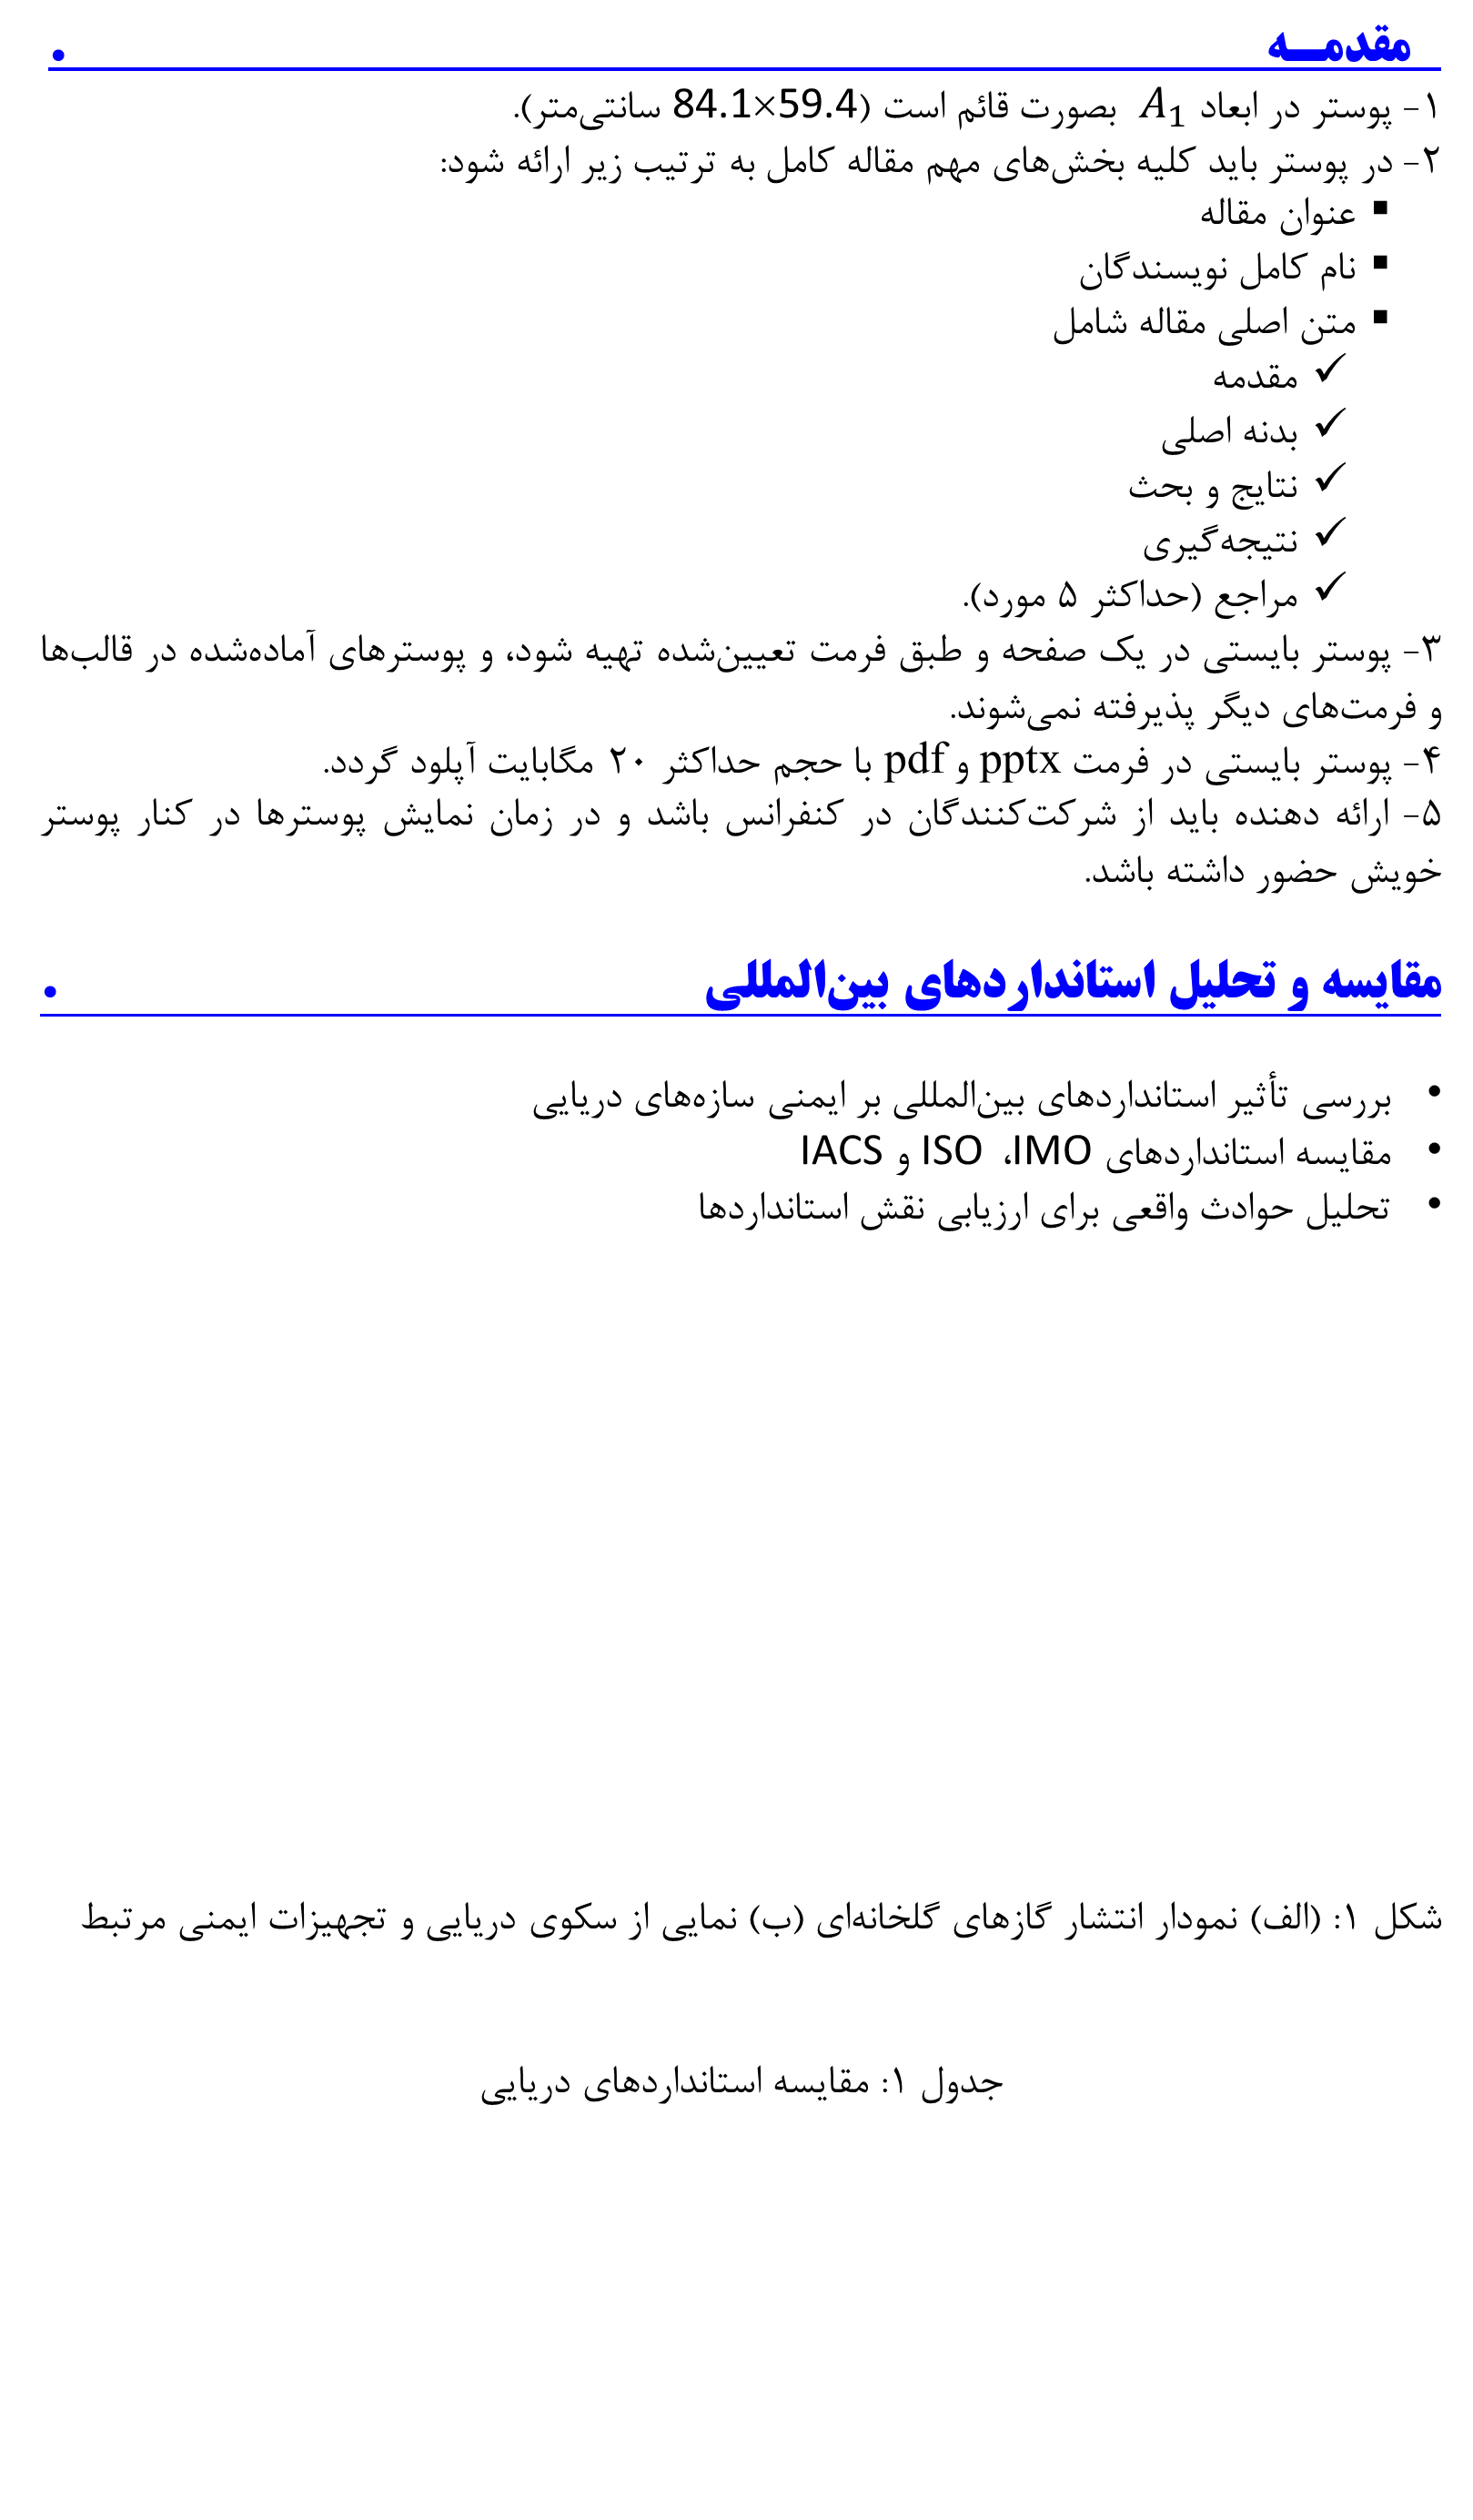 مقدمــه .
۱- پوستر در ابعاد A1 بصورت قائم است (59.4×84.1 سانتی‌متر).
۲- در پوستر باید کلیه بخش‌های مهم مقاله کامل به ترتیب زیر ارائه شود:
▪ عنوان مقاله
▪ نام کامل نویسندگان
▪ متن اصلی مقاله شامل
✓ مقدمه
✓ بدنه اصلی
✓ نتایج و بحث
✓ نتیجه‌گیری
✓ مراجع (حداکثر ۵ مورد).
۳- پوستر بایستی در یک صفحه و طبق فرمت تعیین‌شده تهیه شود، و پوسترهای آماده‌شده در قالب‌ها
و فرمت‌های دیگر پذیرفته نمی‌شوند.
۴- پوستر بایستی در فرمت pptx و pdf با حجم حداکثر ۲۰ مگابایت آپلود گردد.
۵- ارائه دهنده باید از شرکت‌کنندگان در کنفرانس باشد و در زمان نمایش پوسترها در کنار پوستر
خویش حضور داشته باشد.
مقایسه و تحلیل استانداردهای بین‌المللی .
• بررسی تأثیر استانداردهای بین‌المللی بر ایمنی سازه‌های دریایی
• مقایسه استانداردهای IMO، ISO و IACS
• تحلیل حوادث واقعی برای ارزیابی نقش استانداردها
شکل ۱: (الف) نمودار انتشار گازهای گلخانه‌ای (ب) نمایی از سکوی دریایی و تجهیزات ایمنی مرتبط
جدول ۱: مقایسه استانداردهای دریایی